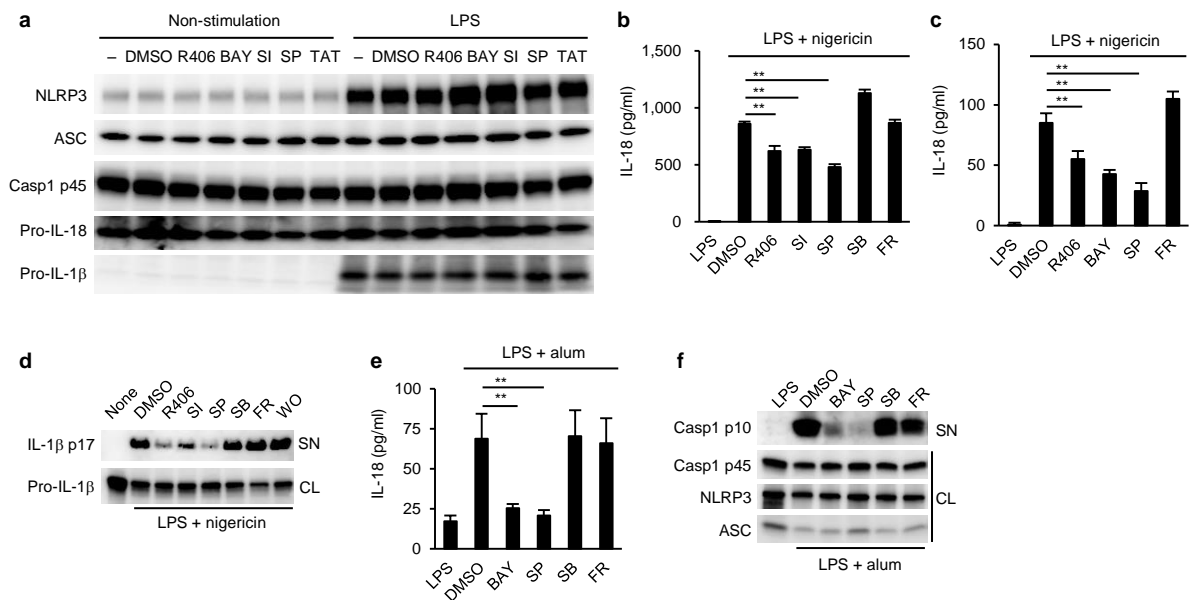 a
Non-stimulation LPS
– DMSO R406 BAY SI SP TAT – DMSO R406 BAY SI SP TAT
NLRP3
ASC
Casp1 p45
Pro-IL-18
Pro-IL-1β
b
LPS + nigericin
1,500
1,000
500
0
IL-18 (pg/ml)
**
**
**
LPS DMSO R406 SI SP SB FR
c
LPS + nigericin
150
100
50
0
IL-18 (pg/ml)
**
**
**
LPS DMSO R406 BAY SP FR
d
None DMSO R406 SI SP SB FR WO
IL-1β p17 SN
Pro-IL-1β CL
LPS + nigericin
e
LPS + alum
100
75
50
25
0
IL-18 (pg/ml)
**
**
LPS DMSO BAY SP SB FR
f
LPS DMSO BAY SP SB FR
Casp1 p10 SN
Casp1 p45
NLRP3 CL
ASC
LPS + alum